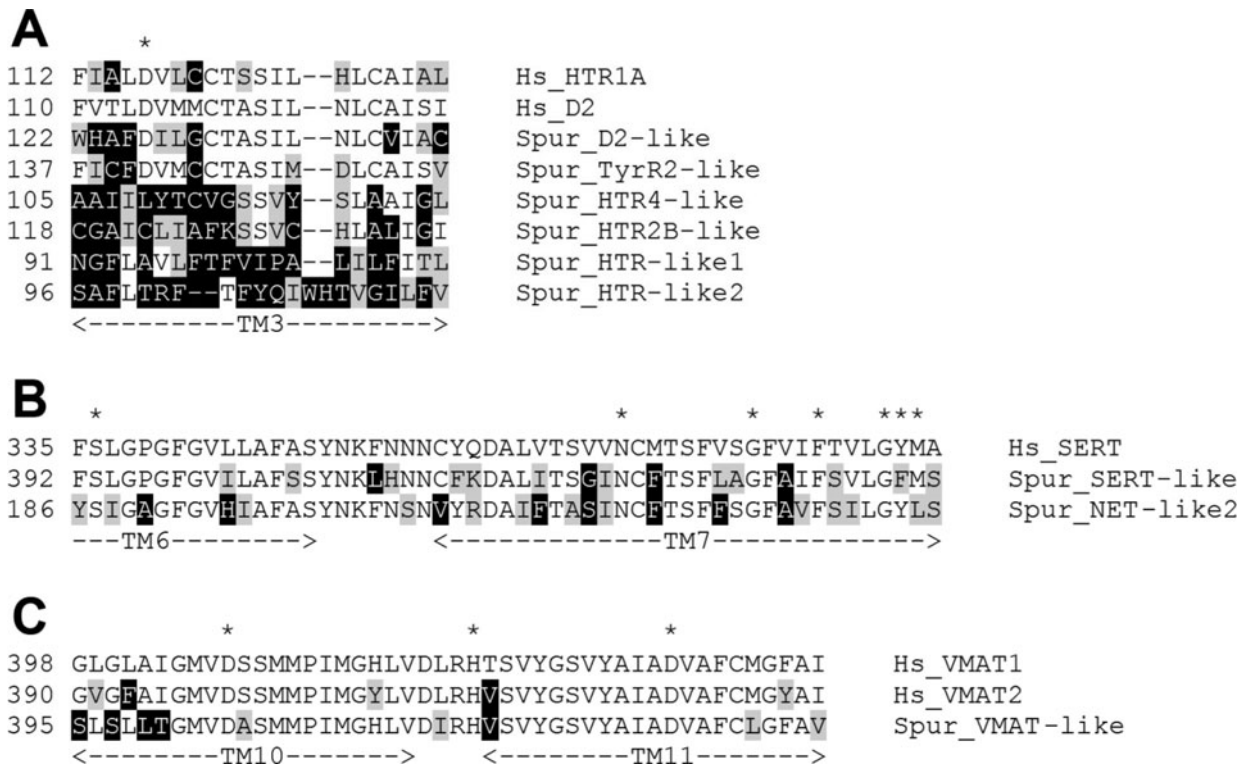 A
*
112 FIALDVLCCTSSIL--HLCAIAL Hs_HTR1A
110 FVTLDVMMCTASIL--NLCAISI Hs_D2
122 WHAFDILGCTASIL--NLCVIAC Spur_D2-like
137 FICFDVMCCTASIM--DLCAISV Spur_TyrR2-like
105 AAIILYTCVGSSVY--SLAAIGL Spur_HTR4-like
118 CGAICLIAFKSSVC--HLALIGI Spur_HTR2B-like
91 NGFLAVLFTFVIPA--LILFITL Spur_HTR-like1
96 SAFLTRF--TFYQIWHTVGILFV Spur_HTR-like2
<---------TM3--------->
B
* * * * ***
335 FSLGPGFGVLLAFASYNKFNNNCYQDALVTSVVNCMTSFVSGFVIFTVLGYMA Hs_SERT
392 FSLGPGFGVILAFSSYNKLHNNCFKDALITSGINCFTSFLAGFAIFSVLGFMS Spur_SERT-like
186 YSIGAGFGVHIAFASYNKFNSNVYRDAIFTASINCFTSFFSGFAVFSILGYLS Spur_NET-like2
---TM6--------> <-------------TM7------------->
C
* * *
398 GLGLAIGMVDSSMMPIMGHLVDLRHTSVYGSVYAIADVAFCMGFAI Hs_VMAT1
390 GVGFAIGMVDSSMMPIMGYLVDLRHVSVYGSVYAIADVAFCMGYAI Hs_VMAT2
395 SLSLLTGMVDASMMPIMGHLVDIRHVSVYGSVYAIADVAFCLGFAV Spur_VMAT-like
<--------TM10--------> <--------TM11-------->